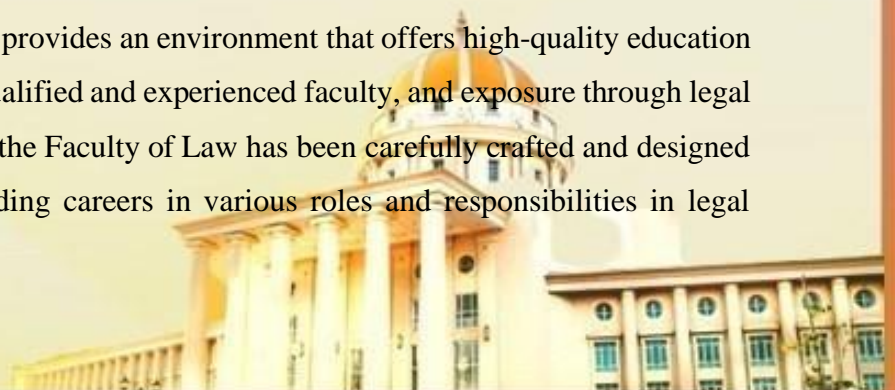 provides an environment that offers high-quality education
alified and experienced faculty, and exposure through legal
the Faculty of Law has been carefully crafted and designed
ding careers in various roles and responsibilities in legal